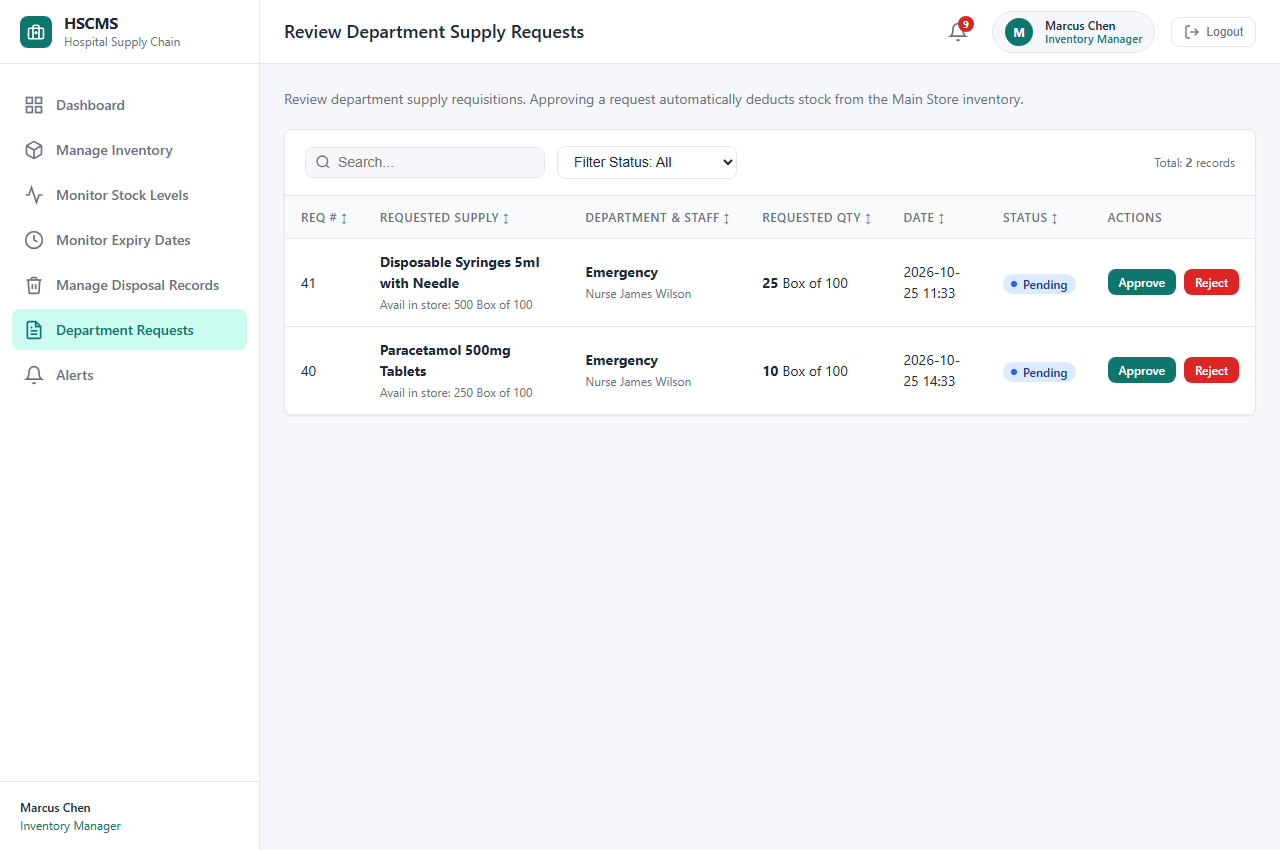 HSCMS
Hospital Supply Chain
Review Department Supply Requests
9
M
Marcus Chen
Inventory Manager
Logout
Dashboard
Manage Inventory
Monitor Stock Levels
Monitor Expiry Dates
Manage Disposal Records
Department Requests
Alerts
Marcus Chen
Inventory Manager
Review department supply requisitions. Approving a request automatically deducts stock from the Main Store inventory.
Search...
Filter Status: All
Total: 2 records
REQ # ↕ REQUESTED SUPPLY ↕ DEPARTMENT & STAFF ↕ REQUESTED QTY ↕ DATE ↕ STATUS ↕ ACTIONS
41
Disposable Syringes 5ml
with Needle
Avail in store: 500 Box of 100
Emergency
Nurse James Wilson
25 Box of 100
2026-10-
25 11:33
Pending
Approve
Reject
40
Paracetamol 500mg
Tablets
Avail in store: 250 Box of 100
Emergency
Nurse James Wilson
10 Box of 100
2026-10-
25 14:33
Pending
Approve
Reject